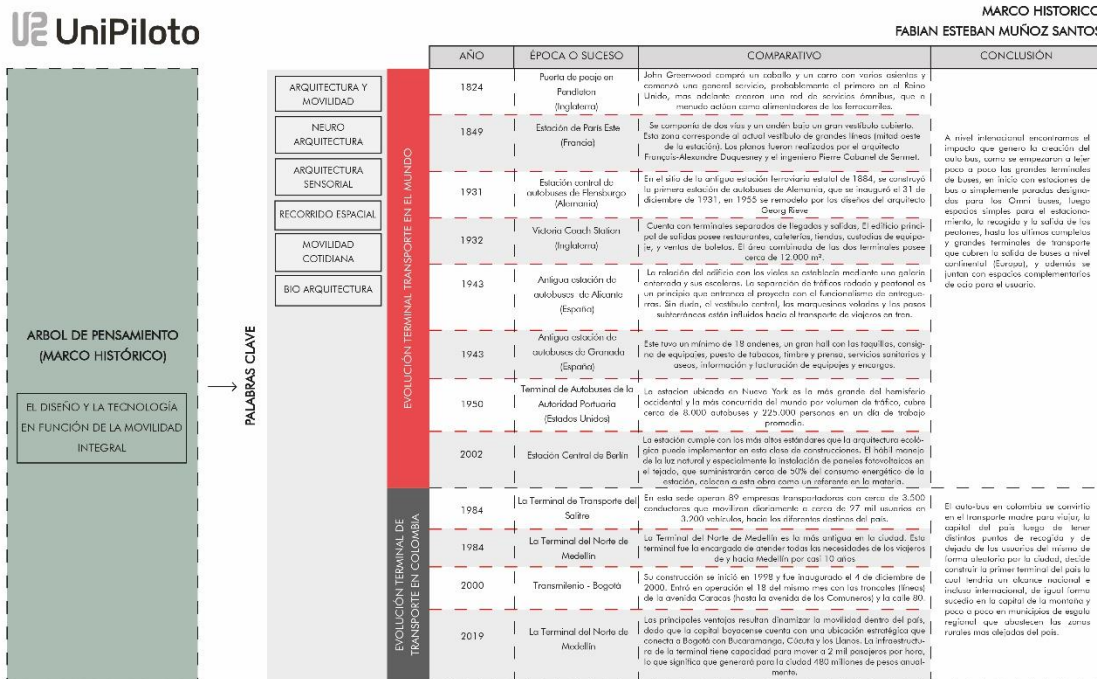 UniPiloto
MARCO HISTORICO
FABIAN ESTEBAN MUÑOZ SANTOS
ARBOL DE PENSAMIENTO
(MARCO HISTÓRICO)
EL DISEÑO Y LA TECNOLOGÍA
EN FUNCIÓN DE LA MOVILIDAD
INTEGRAL
PALABRAS CLAVE
ARQUITECTURA Y
MOVILIDAD
NEURO
ARQUITECTURA
ARQUITECTURA
SENSORIAL
RECORRIDO ESPACIAL
MOVILIDAD
COTIDIANA
BIO ARQUITECTURA
EVOLUCIÓN TERMINAL TRANSPORTE EN EL MUNDO
AÑO
ÉPOCA O SUCESO
COMPARATIVO
CONCLUSIÓN
1824
Puerta de peaje en
Pendleton
(Inglaterra)
John Greenwood compró un caballo y un carro con varios asientos y
comenzó una general servicio, probablemente el primero en el Reino
Unido, mas adelante crearon una red de servicios ómnibus, que a
menudo actúan como alimentadores de los ferrocarriles.
1849
Estación de París Este
(Francia)
Se componía de dos vías y un andén bajo un gran vestíbulo cubierto.
Esta zona corresponde al actual vestíbulo de grandes líneas (mitad oeste
de la estación). Los planos fueron realizados por el arquitecto
François-Alexandre Duquesney y el ingeniero Pierre Cabanel de Sermet.
1931
Estación central de
autobuses de Flensburgo
(Alemania)
En el sitio de la antigua estación ferroviaria estatal de 1884, se construyó
la primera estación de autobuses de Alemania, que se inauguró el 31 de
diciembre de 1931, en 1955 se remodelo por los diseños del arquitecto
Georg Rieve
1932
Victoria Coach Station
(Inglaterra)
Cuenta con terminales separados de llegadas y salidas, El edificio princi-
pal de salidas posee restaurantes, cafeterías, tiendas, custodias de equipa-
je, y ventas de boletos. El área combinada de las dos terminales posee
cerca de 12.000 m².
1943
Antigua estación de
autobuses de Alicante
(España)
La relación del edificio con los viales se establecía mediante una galería
enterrada y sus escaleras. La separación de tráficos rodado y peatonal es
un principio que entronca al proyecto con el funcionalismo de entregue-
rras. Sin duda, el vestíbulo central, las marquesinas voladas y los pasos
subterráneos están influidos hacia el transporte de viajeros en tren.
1943
Antigua estación de
autobuses de Granada
(España)
Este tuvo un mínimo de 18 andenes, un gran hall con las taquillas, consig-
na de equipajes, puesto de tabacos, timbre y prensa, servicios sanitarios y
aseos, información y facturación de equipajes y encargos.
1950
Terminal de Autobuses de la
Autoridad Portuaria
(Estados Unidos)
La estacion ubicada en Nueva York es la más grande del hemisferio
occidental y la más concurrida del mundo por volumen de tráfico, cubre
cerca de 8.000 autobuses y 225.000 personas en un día de trabajo
promedio.
2002
Estación Central de Berlín
La estación cumple con los más altos estándares que la arquitectura ecoló-
gica puede implementar en esta clase de construcciones. El hábil manejo
de la luz natural y especialmente la instalación de paneles fotovoltaicos en
el tejado, que suministrarán cerca de 50% del consumo energético de la
estación, colocan a esta obra como un referente en la materia.
A nivel internacional encontramos el
impacto que genero la creación del
auto bus, como se empezaron a tejer
poco a poco las grandes terminales
de buses, en inicio con estaciones de
bus o simplemente paradas designa-
das para los Omni buses, luego
espacios simples para el estaciona-
miento, la recogida y la salida de los
peatones, hasta los ultimos completos
y grandes terminales de transporte
que cubren la salida de buses a nivel
continental (Europa), y además se
juntan con espacios complementarios
de ocio para el usuario.
EVOLUCIÓN TERMINAL DE
TRANSPORTE EN COLOMBIA
1984
La Terminal de Transporte del
Salitre
En esta sede operan 89 empresas transportadoras con cerca de 3.500
conductores que movilizan diariamente a cerca de 27 mil usuarios en
3.200 vehículos, hacia los diferentes destinos del país.
1984
La Terminal del Norte de
Medellín
La Terminal del Norte de Medellín es la más antigua en la ciudad. Esta
terminal fue la encargada de atender todas las necesidades de los viajeros
de y hacia Medellín por casi 10 años
2000
Transmilenio - Bogotá
Su construcción se inició en 1998 y fue inaugurado el 4 de diciembre de
2000. Entró en operación el 18 del mismo mes con las troncales (líneas)
de la avenida Caracas (hasta la avenida de los Comuneros) y la calle 80.
2019
La Terminal del Norte de
Medellín
Las principales ventajas resultan dinamizar la movilidad dentro del país,
dado que la capital boyacense cuenta con una ubicación estratégica que
conecta a Bogotá con Bucaramanga, Cúcuta y los Llanos. La infraestructu-
ra de la terminal tiene capacidad para mover a 2 mil pasajeros por hora,
lo que significa que generará para la ciudad 480 millones de pesos anual-
mente.
El auto-bus en colombia se convirtio
en el transporte madre para viajar, la
capital del pais luego de tener
distintos puntos de recogida y de
dejada de los usuarios del mismo de
forma aleatoria por la ciudad, decide
construir la primer terminal del pais la
cual tendria un alcance nacional e
incluso internacional, de igual forma
sucedio en la capital de la montaña y
poco a poco en municipios de escala
regional que abastecen las zonas
rurales mas alejadas del pais.